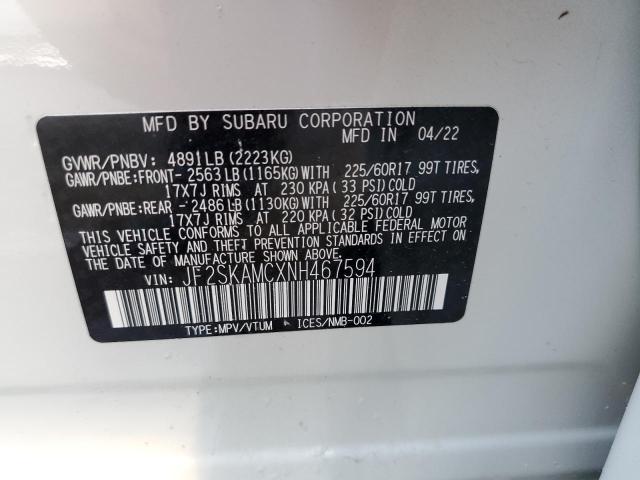 MFD BY SUBARU CORPORATION
MFD IN 04/22
GVWR/PNBV: 4891LB (2223KG)
GAWR/PNBE:FRONT- 2563 LB (1165KG)WITH 225/60R17 99T TIRES,
17X7J RIMS AT 230 KPA (33 PSI)COLD
GAWR/PNBE:REAR - 2486 LB (1130KG)WITH 225/60R17 99T TIRES,
17X7J RIMS AT 220 KPA (32 PSI)COLD
THIS VEHICLE CONFORMS TO ALL APPLICABLE FEDERAL MOTOR
VEHICLE SAFETY AND THEFT PREVENTION STANDARDS IN EFFECT ON
THE DATE OF MANUFACTURE SHOWN ABOVE.
VIN: JF2SKAMCXNH467594
TYPE:MPV/VTUM ICES/NMB-002